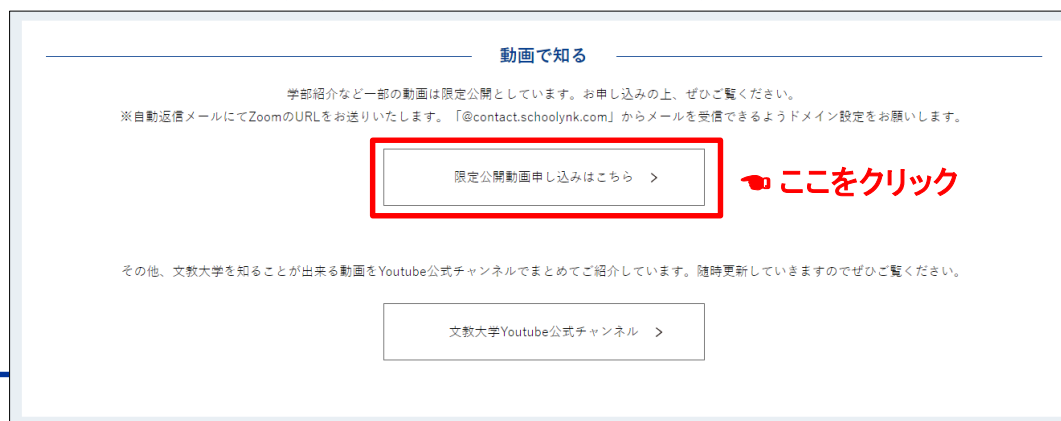 動画で知る
学部紹介など一部の動画は限定公開としています。お申し込みの上、ぜひご覧ください。
※自動返信メールにてZoomのURLをお送りいたします。「@contact.schoolynk.com」からメールを受信できるようドメイン設定をお願いします。
限定公開動画申し込みはこちら >
☚ ここをクリック
その他、文教大学を知ることが出来る動画をYoutube公式チャンネルでまとめてご紹介しています。随時更新していきますのでぜひご覧ください。
文教大学Youtube公式チャンネル >